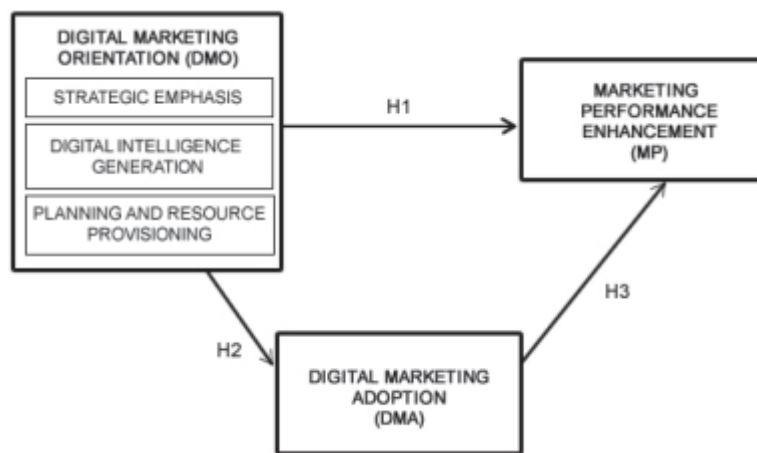 DIGITAL MARKETING
ORIENTATION (DMO)
STRATEGIC EMPHASIS
DIGITAL INTELLIGENCE
GENERATION
PLANNING AND RESOURCE
PROVISIONING
H1
MARKETING
PERFORMANCE
ENHANCEMENT
(MP)
H2
H3
DIGITAL MARKETING
ADOPTION
(DMA)